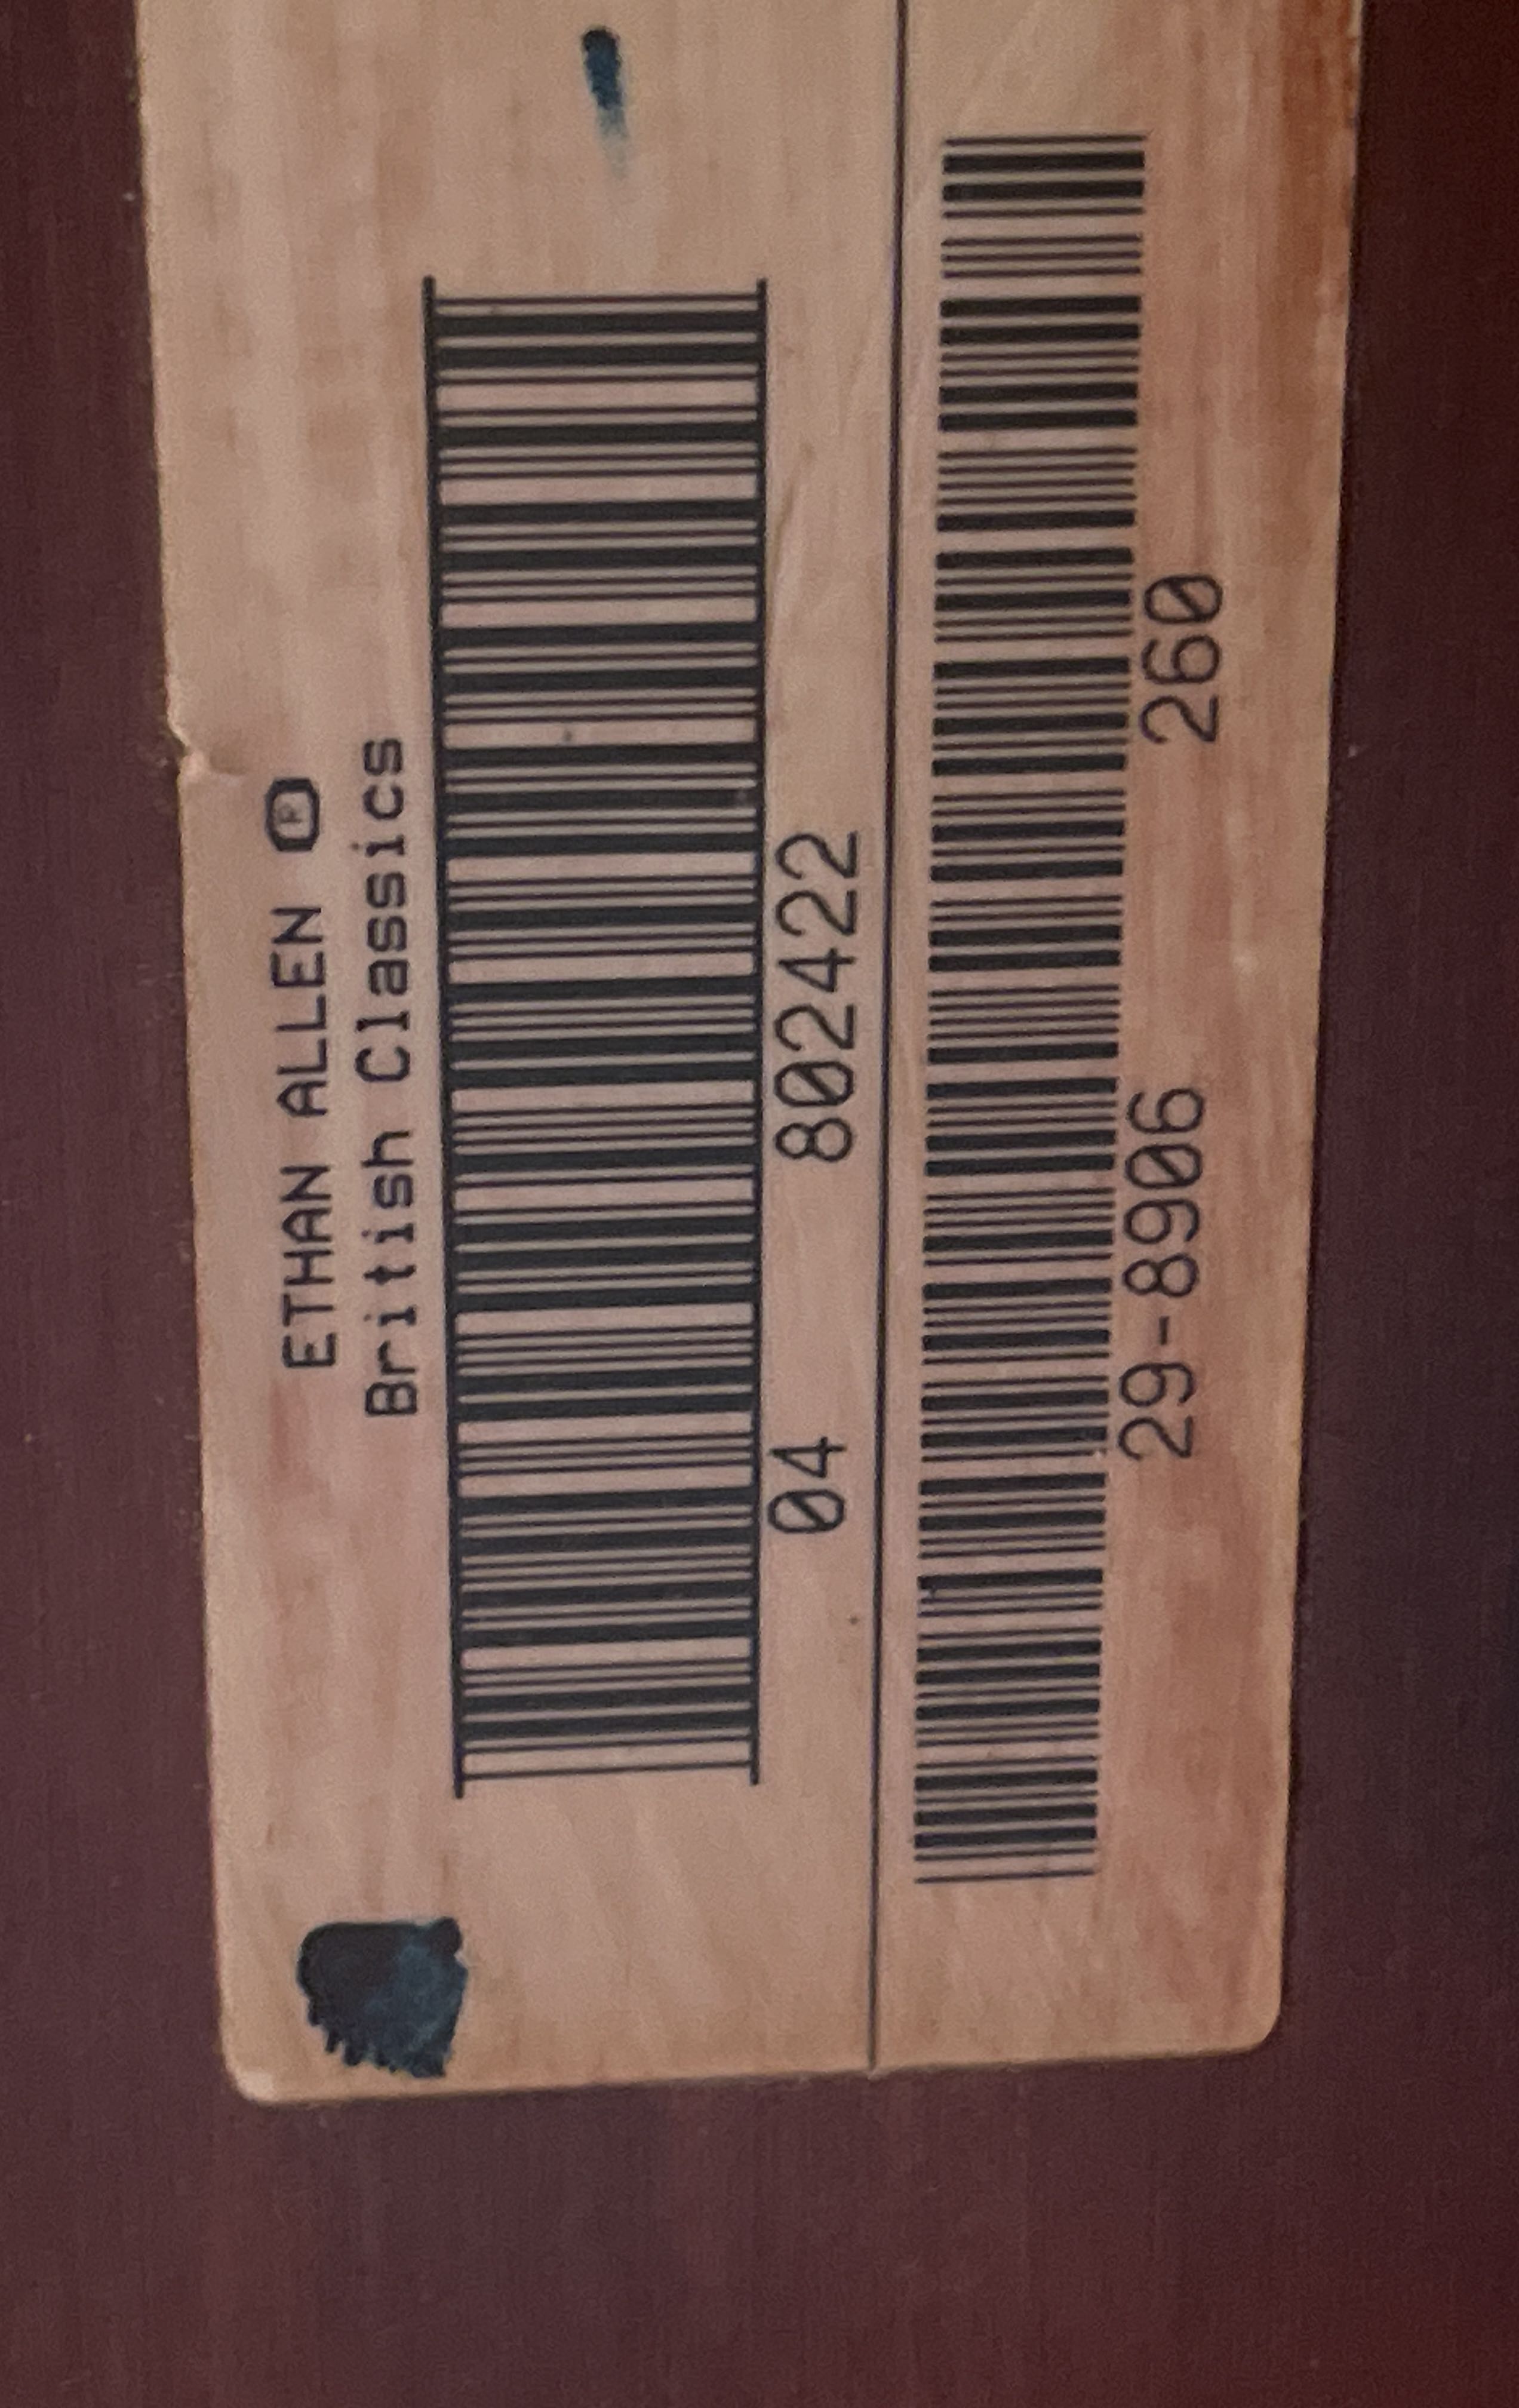 ETHAN ALLEN ®
British Classics
04 802422
29-8906 260